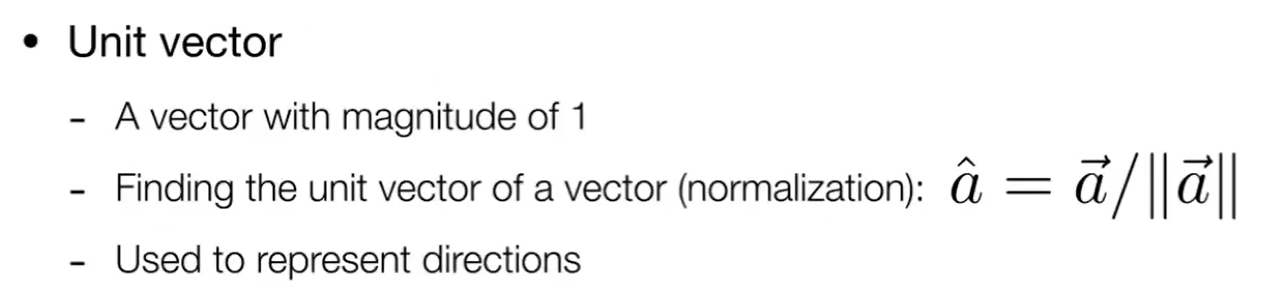 • Unit vector
- A vector with magnitude of 1
- Finding the unit vector of a vector (normalization): â = a⃗/‖a⃗‖
- Used to represent directions